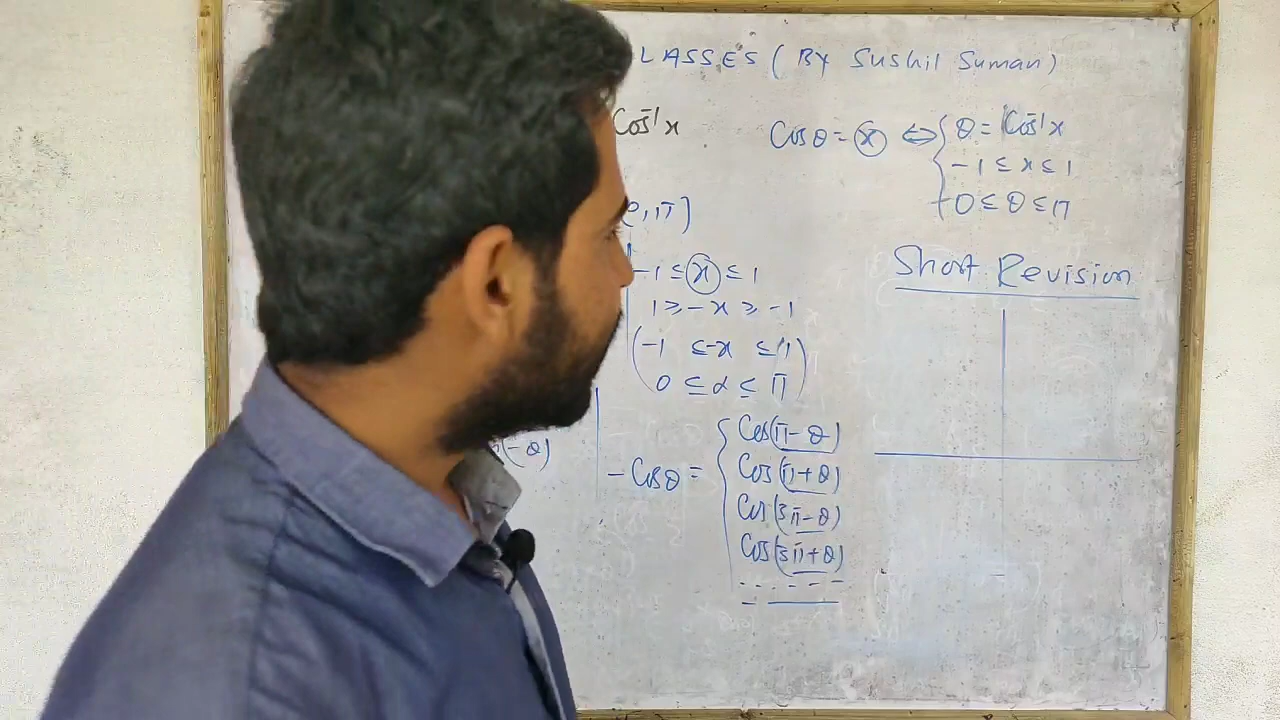 LASSES ( By Sushil Suman )
Cos⁻¹x
Cosθ = x ⇔ { θ = Cos⁻¹x
-1 ≤ x ≤ 1
0 ≤ θ ≤ π
, π]
Short Revision
-1 ≤ x ≤ 1
1 ≥ -x ≥ -1
( -1 ≤ -x ≤ 1 )
0 ≤ α ≤ π
(-θ)
-Cosθ = { Cos(π-θ)
Cos(π+θ)
Cos(3π-θ)
Cos(3π+θ)